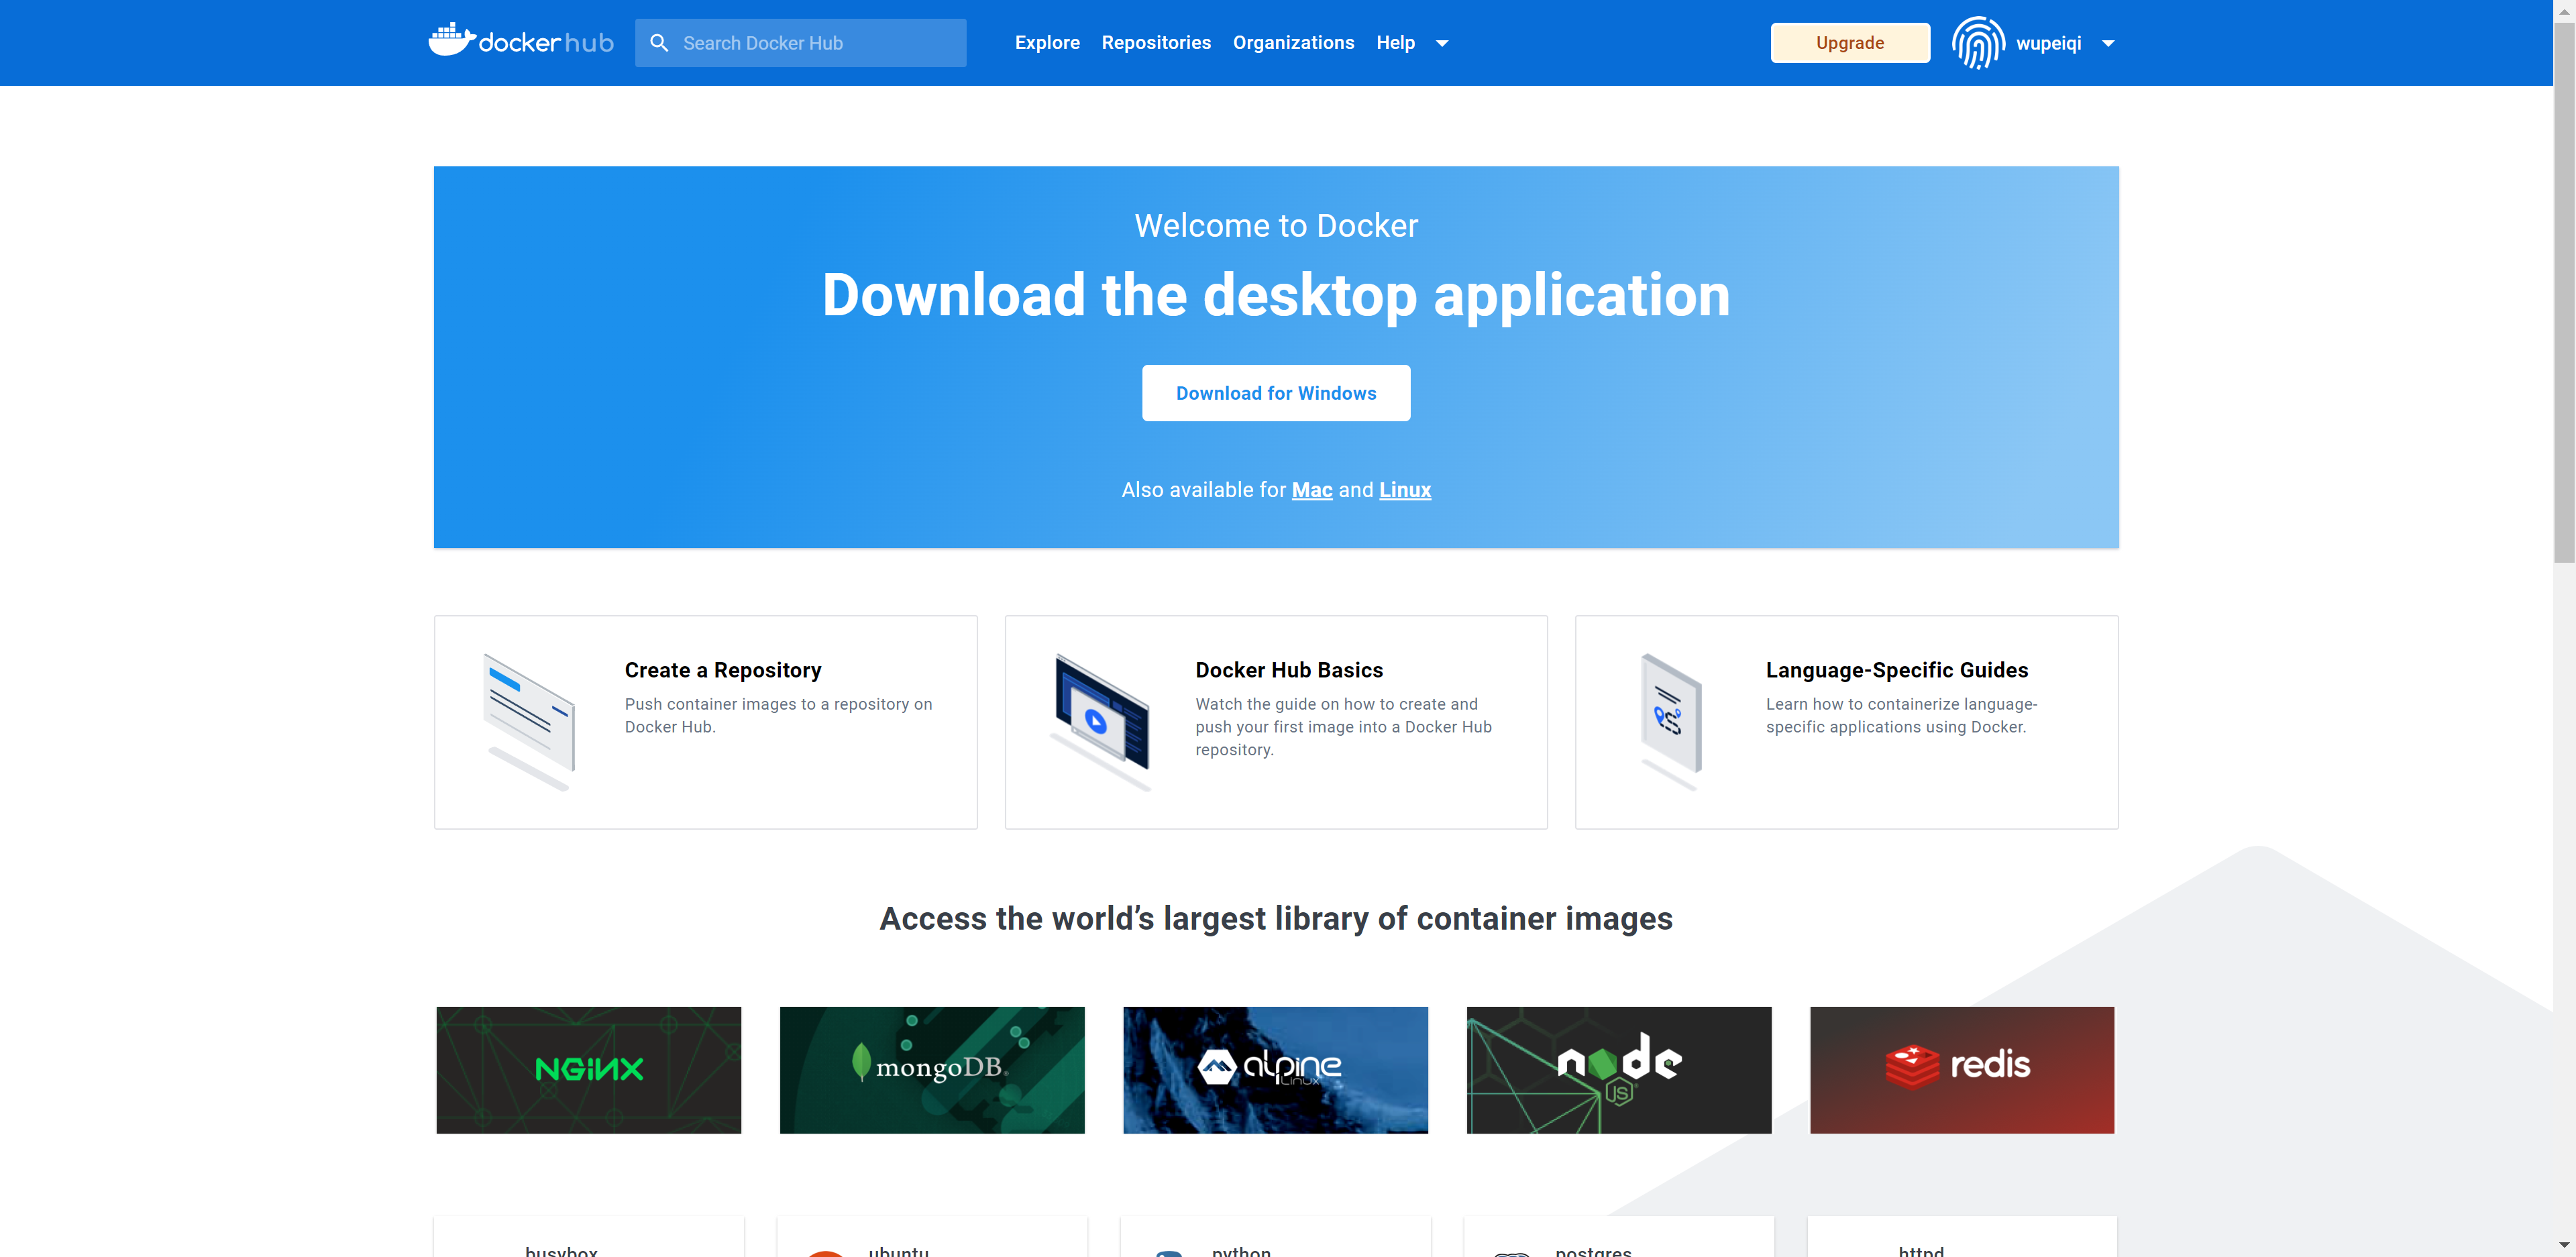 docker hub
Search Docker Hub
Explore Repositories Organizations Help
Upgrade
wupeiqi
Welcome to Docker
Download the desktop application
Download for Windows
Also available for Mac and Linux
Create a Repository
Push container images to a repository on
Docker Hub.
Docker Hub Basics
Watch the guide on how to create and
push your first image into a Docker Hub
repository.
Language-Specific Guides
Learn how to containerize language-
specific applications using Docker.
Access the world’s largest library of container images
NGINX
mongoDB.
alpine
Linux
node
JS
redis
busybox
ubuntu
python
postgres
httpd